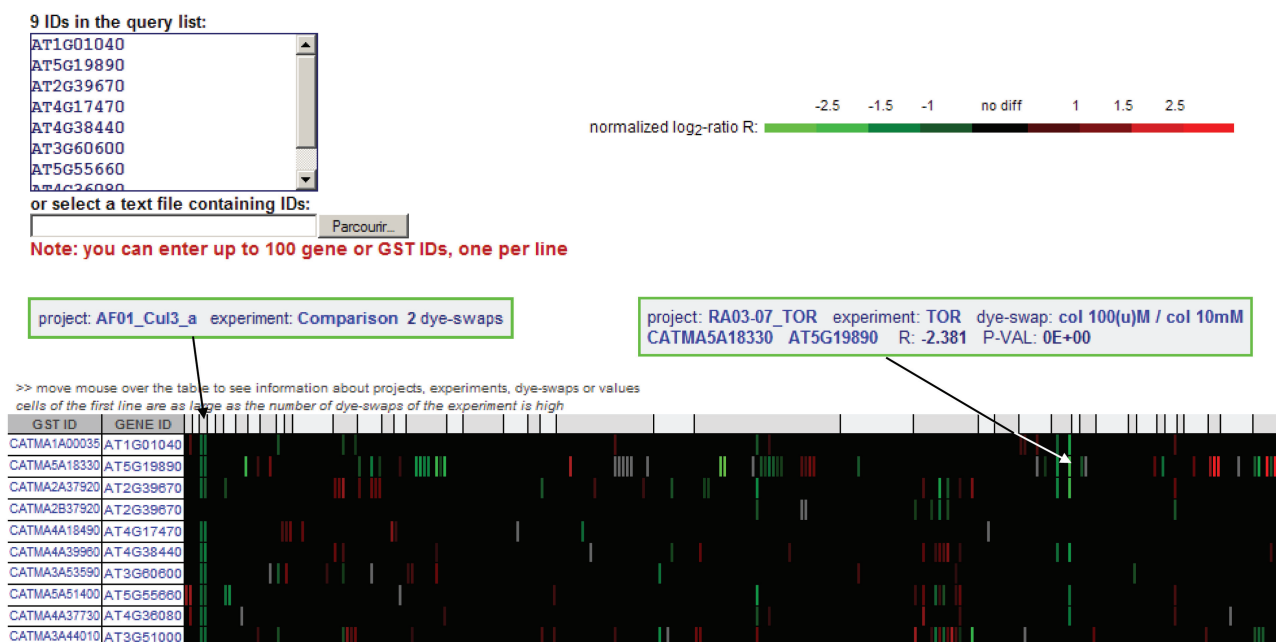 9 IDs in the query list:
AT1G01040
AT5G19890
AT2G39670
AT4G17470
AT4G38440
AT3G60600
AT5G55660
AT4G36080
or select a text file containing IDs:
Parcourir...
Note: you can enter up to 100 gene or GST IDs, one per line
-2.5 -1.5 -1 no diff 1 1.5 2.5
normalized log2-ratio R:
project: AF01_Cul3_a experiment: Comparison 2 dye-swaps
project: RA03-07_TOR experiment: TOR dye-swap: col 100(u)M / col 10mM
CATMA5A18330 AT5G19890 R: -2.381 P-VAL: 0E+00
>> move mouse over the table to see information about projects, experiments, dye-swaps or values
cells of the first line are as large as the number of dye-swaps of the experiment is high
GST ID GENE ID
CATMA1A00035 AT1G01040
CATMA5A18330 AT5G19890
CATMA2A37920 AT2G39670
CATMA2B37920 AT2G39670
CATMA4A18490 AT4G17470
CATMA4A39960 AT4G38440
CATMA3A53590 AT3G60600
CATMA5A51400 AT5G55660
CATMA4A37730 AT4G36080
CATMA3A44010 AT3G51000